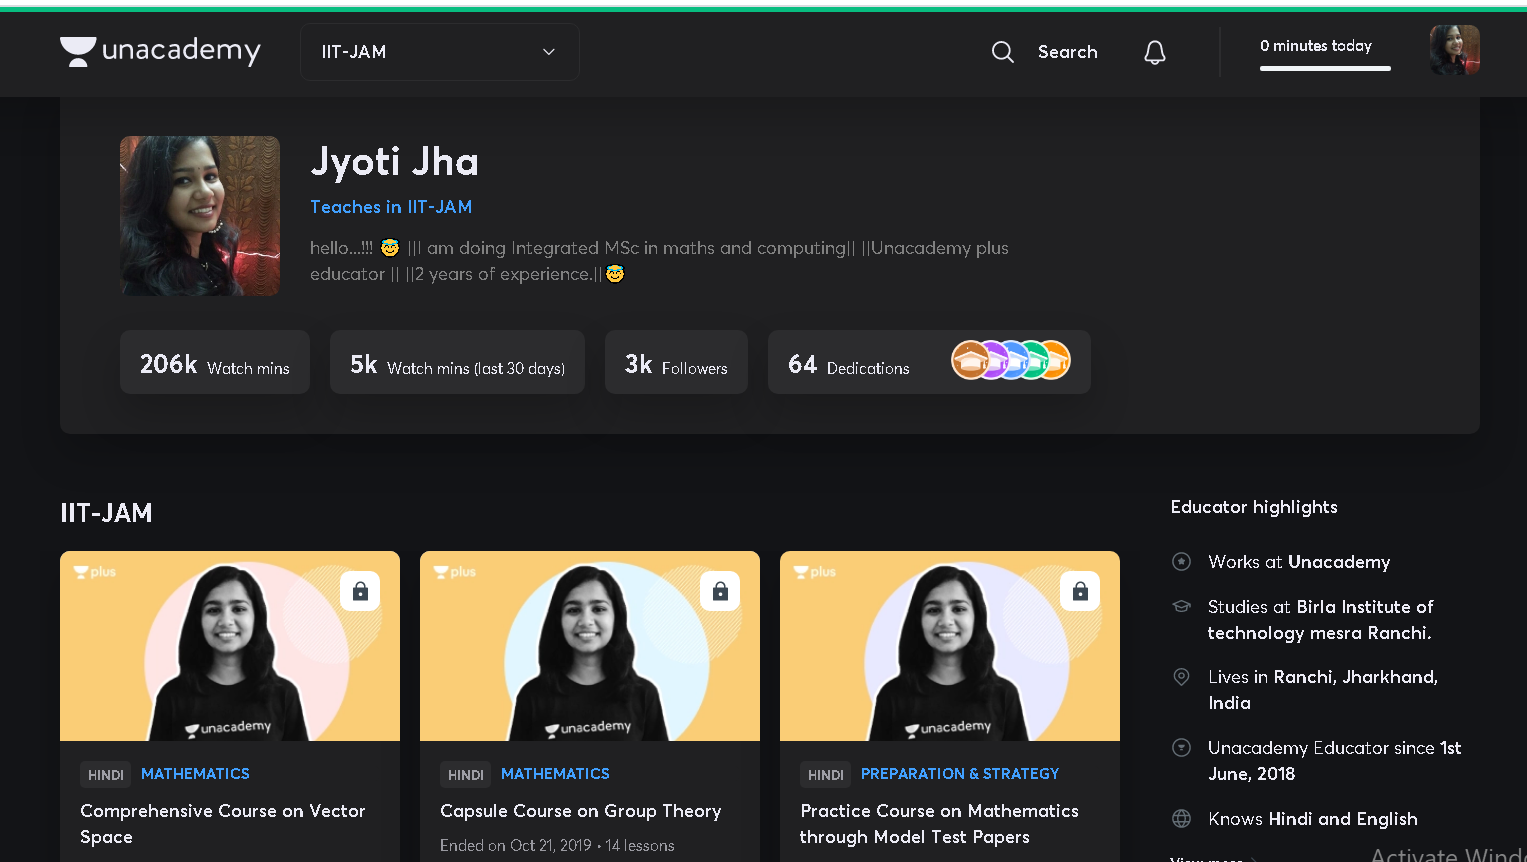 unacademy
IIT-JAM
Search
0 minutes today
Jyoti Jha
Teaches in IIT-JAM
hello...!!! 😇 |||I am doing Integrated MSc in maths and computing|| ||Unacademy plus
educator || ||2 years of experience.||😇
206k Watch mins
5k Watch mins (last 30 days)
3k Followers
64 Dedications
IIT-JAM
plus
unacademy
HINDI MATHEMATICS
Comprehensive Course on Vector
Space
plus
unacademy
HINDI MATHEMATICS
Capsule Course on Group Theory
Ended on Oct 21, 2019 • 14 lessons
plus
unacademy
HINDI PREPARATION & STRATEGY
Practice Course on Mathematics
through Model Test Papers
Educator highlights
Works at Unacademy
Studies at Birla Institute of
technology mesra Ranchi.
Lives in Ranchi, Jharkhand,
India
Unacademy Educator since 1st
June, 2018
Knows Hindi and English
View more
Activate